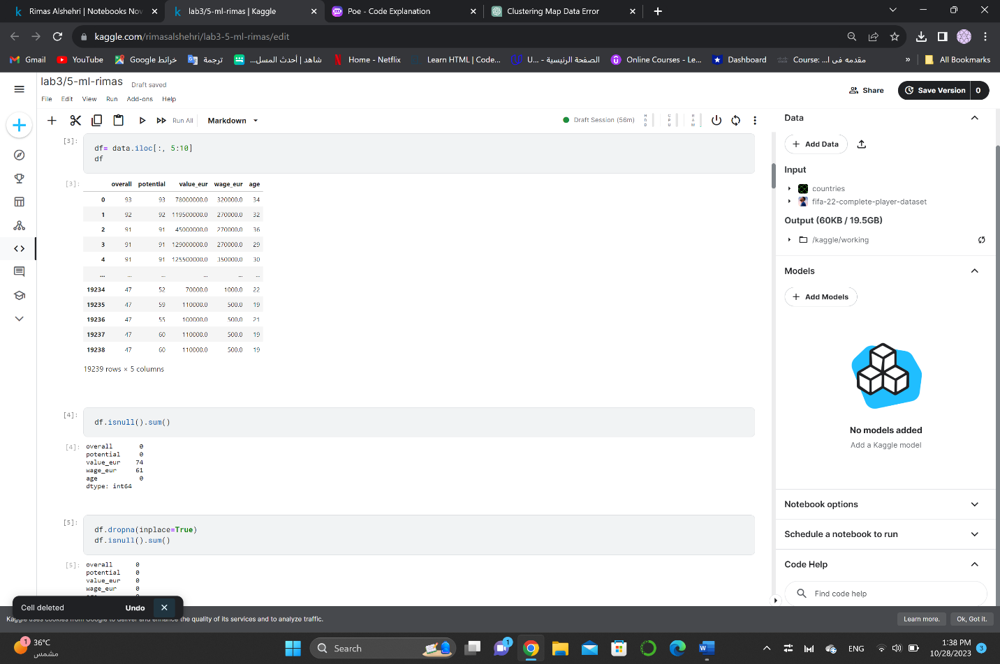 Rimas Alshehri | Notebooks Nov
lab3/5-ml-rimas | Kaggle
Poe - Code Explanation
Clustering Map Data Error
kaggle.com/rimasalshehri/lab3-5-ml-rimas/edit
Gmail
YouTube
خرائط Google
ترجمة
شاهد | أحدث المسل...
Home - Netflix
Learn HTML | Code...
الصفحة الرئيسية - U...
Online Courses - Le...
Dashboard
Course: مقدمه فى ا...
»
All Bookmarks
lab3/5-ml-rimas Draft saved
File Edit View Run Add-ons Help
Share
Save Version 0
Run All
Markdown
Draft Session (56m)
HDD
CPU
RAM
[3]:
df= data.iloc[:, 5:10]
df
[3]:
overall potential value_eur wage_eur age
0 93 93 78000000.0 320000.0 34
1 92 92 119500000.0 270000.0 32
2 91 91 45000000.0 270000.0 36
3 91 91 129000000.0 270000.0 29
4 91 91 125500000.0 350000.0 30
... ... ... ... ... ...
19234 47 52 70000.0 1000.0 22
19235 47 59 110000.0 500.0 19
19236 47 55 100000.0 500.0 21
19237 47 60 110000.0 500.0 19
19238 47 60 110000.0 500.0 19
19239 rows × 5 columns
[4]:
df.isnull().sum()
[4]:
overall 0
potential 0
value_eur 74
wage_eur 61
age 0
dtype: int64
[5]:
df.dropna(inplace=True)
df.isnull().sum()
[5]:
overall 0
potential 0
value_eur 0
wage_eur 0
Data
Add Data
Input
countries
fifa-22-complete-player-dataset
Output (60KB / 19.5GB)
/kaggle/working
Models
Add Models
No models added
Add a Kaggle model
Notebook options
Schedule a notebook to run
Code Help
Find code help
Cell deleted
Undo
Kaggle uses cookies from Google to deliver and enhance the quality of its services and to analyze traffic.
Learn more.
Ok, Got it.
1
36°C
مشمس
Search
1
ENG
1:38 PM
10/28/2023
3